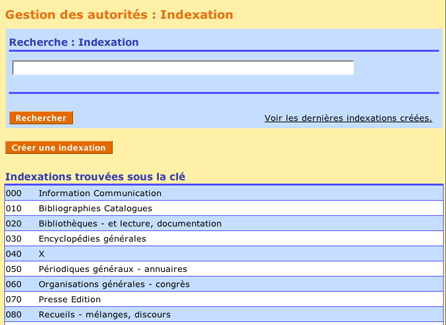 Gestion des autorités : Indexation
Recherche : Indexation
Rechercher
Voir les dernières indexations créées.
Créer une indexation
Indexations trouvées sous la clé
000 Information Communication
010 Bibliographies Catalogues
020 Bibliothèques - et lecture, documentation
030 Encyclopédies générales
040 X
050 Périodiques généraux - annuaires
060 Organisations générales - congrès
070 Presse Edition
080 Recueils - mélanges, discours